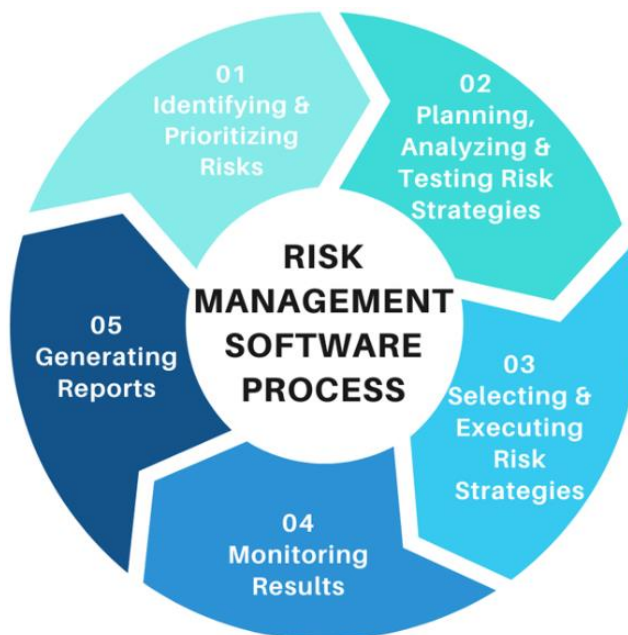 01
Identifying &
Prioritizing
Risks
02
Planning,
Analyzing &
Testing Risk
Strategies
03
Selecting &
Executing
Risk
Strategies
04
Monitoring
Results
05
Generating
Reports
RISK
MANAGEMENT
SOFTWARE
PROCESS